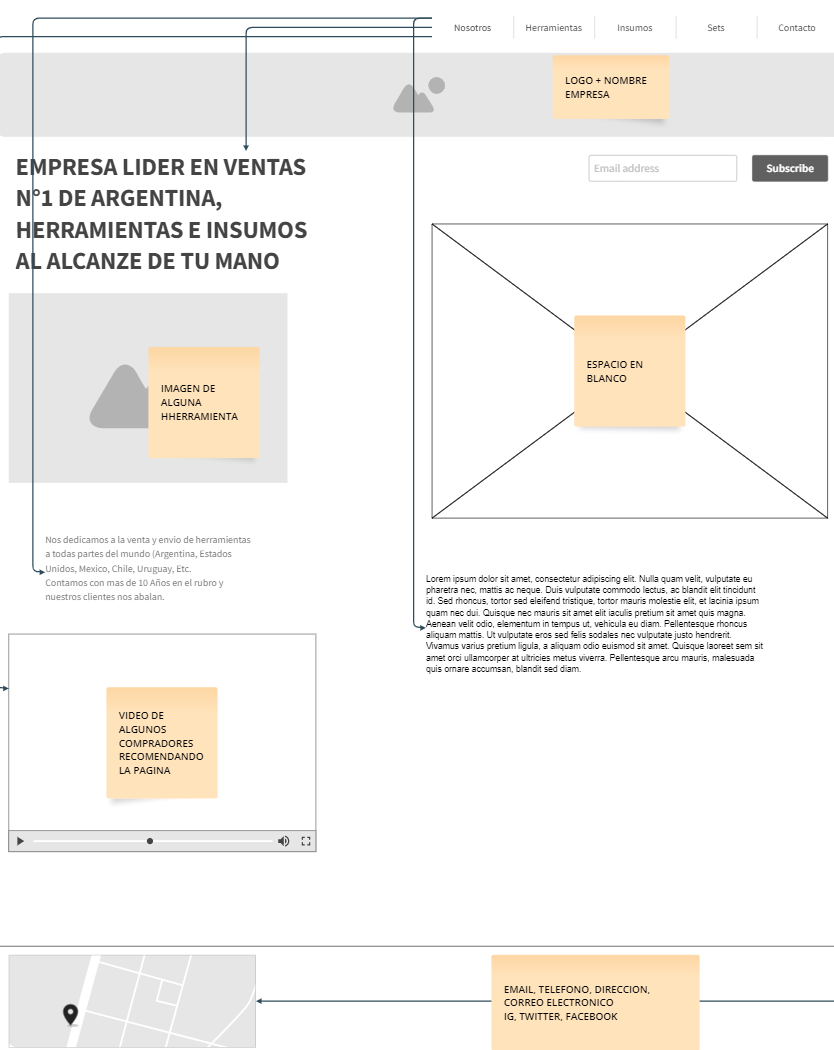 Nosotros
Herramientas
Insumos
Sets
Contacto
LOGO + NOMBRE
EMPRESA
EMPRESA LIDER EN VENTAS
N°1 DE ARGENTINA,
HERRAMIENTAS E INSUMOS
AL ALCANZE DE TU MANO
Email address
Subscribe
IMAGEN DE
ALGUNA
HHERRAMIENTA
ESPACIO EN
BLANCO
Nos dedicamos a la venta y envio de herramientas
a todas partes del mundo (Argentina, Estados
Unidos, Mexico, Chile, Uruguay, Etc.
Contamos con mas de 10 Años en el rubro y
nuestros clientes nos abalan.
Lorem ipsum dolor sit amet, consectetur adipiscing elit. Nulla quam velit, vulputate eu
pharetra nec, mattis ac neque. Duis vulputate commodo lectus, ac blandit elit tincidunt
id. Sed rhoncus, tortor sed eleifend tristique, tortor mauris molestie elit, et lacinia ipsum
quam nec dui. Quisque nec mauris sit amet elit iaculis pretium sit amet quis magna.
Aenean velit odio, elementum in tempus ut, vehicula eu diam. Pellentesque rhoncus
aliquam mattis. Ut vulputate eros sed felis sodales nec vulputate justo hendrerit.
Vivamus varius pretium ligula, a aliquam odio euismod sit amet. Quisque laoreet sem sit
amet orci ullamcorper at ultricies metus viverra. Pellentesque arcu mauris, malesuada
quis ornare accumsan, blandit sed diam.
VIDEO DE
ALGUNOS
COMPRADORES
RECOMENDANDO
LA PAGINA
EMAIL, TELEFONO, DIRECCION,
CORREO ELECTRONICO
IG, TWITTER, FACEBOOK